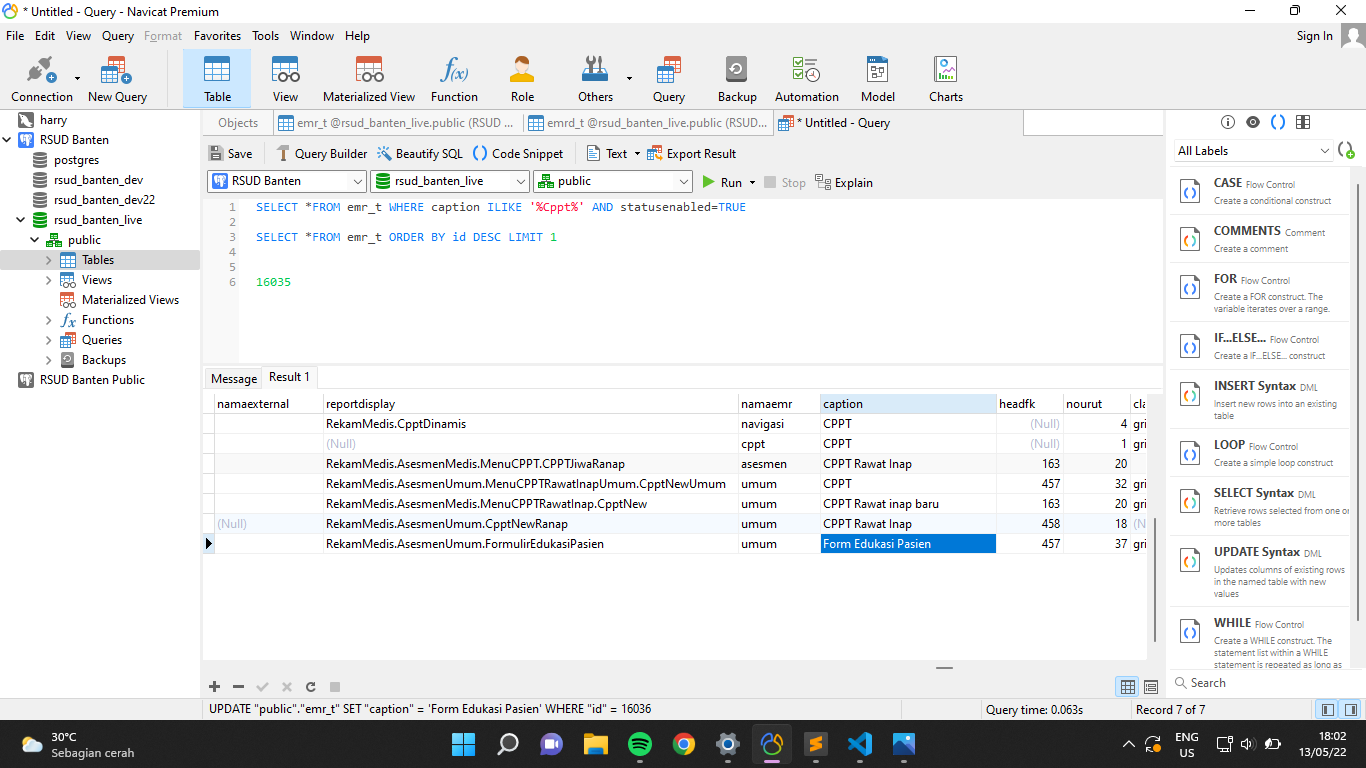 * Untitled - Query - Navicat Premium
File Edit View Query Format Favorites Tools Window Help
Sign In
Connection New Query Table View Materialized View Function Role Others Query Backup Automation Model Charts
harry
RSUD Banten
postgres
rsud_banten_dev
rsud_banten_dev22
rsud_banten_live
public
Tables
Views
Materialized Views
Functions
Queries
Backups
RSUD Banten Public
Objects emr_t @rsud_banten_live.public (RSUD ... emrd_t @rsud_banten_live.public (RSUD... * Untitled - Query
Save Query Builder Beautify SQL Code Snippet Text Export Result
RSUD Banten rsud_banten_live public Run Stop Explain
1 SELECT *FROM emr_t WHERE caption ILIKE '%Cppt%' AND statusenabled=TRUE
2
3 SELECT *FROM emr_t ORDER BY id DESC LIMIT 1
4
5
6 16035
Message Result 1
namaexternal reportdisplay namaemr caption headfk nourut cla
RekamMedis.CpptDinamis navigasi CPPT (Null) 4 gri
(Null) cppt CPPT (Null) 1 gri
RekamMedis.AsesmenMedis.MenuCPPT.CPPTJiwaRanap asesmen CPPT Rawat Inap 163 20
RekamMedis.AsesmenUmum.MenuCPPTRawatInapUmum.CpptNewUmum umum CPPT 457 32 gri
RekamMedis.AsesmenUmum.MenuCPPTRawatInap.CpptNew umum CPPT Rawat inap baru 163 20 gri
(Null) RekamMedis.AsesmenUmum.CpptNewRanap umum CPPT Rawat Inap 458 18 (N
RekamMedis.AsesmenUmum.FormulirEdukasiPasien umum Form Edukasi Pasien 457 37 gri
UPDATE "public"."emr_t" SET "caption" = 'Form Edukasi Pasien' WHERE "id" = 16036
Query time: 0.063s
Record 7 of 7
All Labels
CASE Flow Control
Create a conditional construct
COMMENTS Comment
Create a comment
FOR Flow Control
Create a FOR construct. The
variable iterates over a range.
IF...ELSE... Flow Control
Create a IF...ELSE... construct
INSERT Syntax DML
Insert new rows into an existing
table
LOOP Flow Control
Create a simple loop construct
SELECT Syntax DML
Retrieve rows selected from one or
more tables
UPDATE Syntax DML
Updates columns of existing rows
in the named table with new
values
WHILE Flow Control
Create a WHILE construct. The
statement list within a WHILE
statement is repeated as long as
Search
30°C
Sebagian cerah
ENG
US
18:02
13/05/22